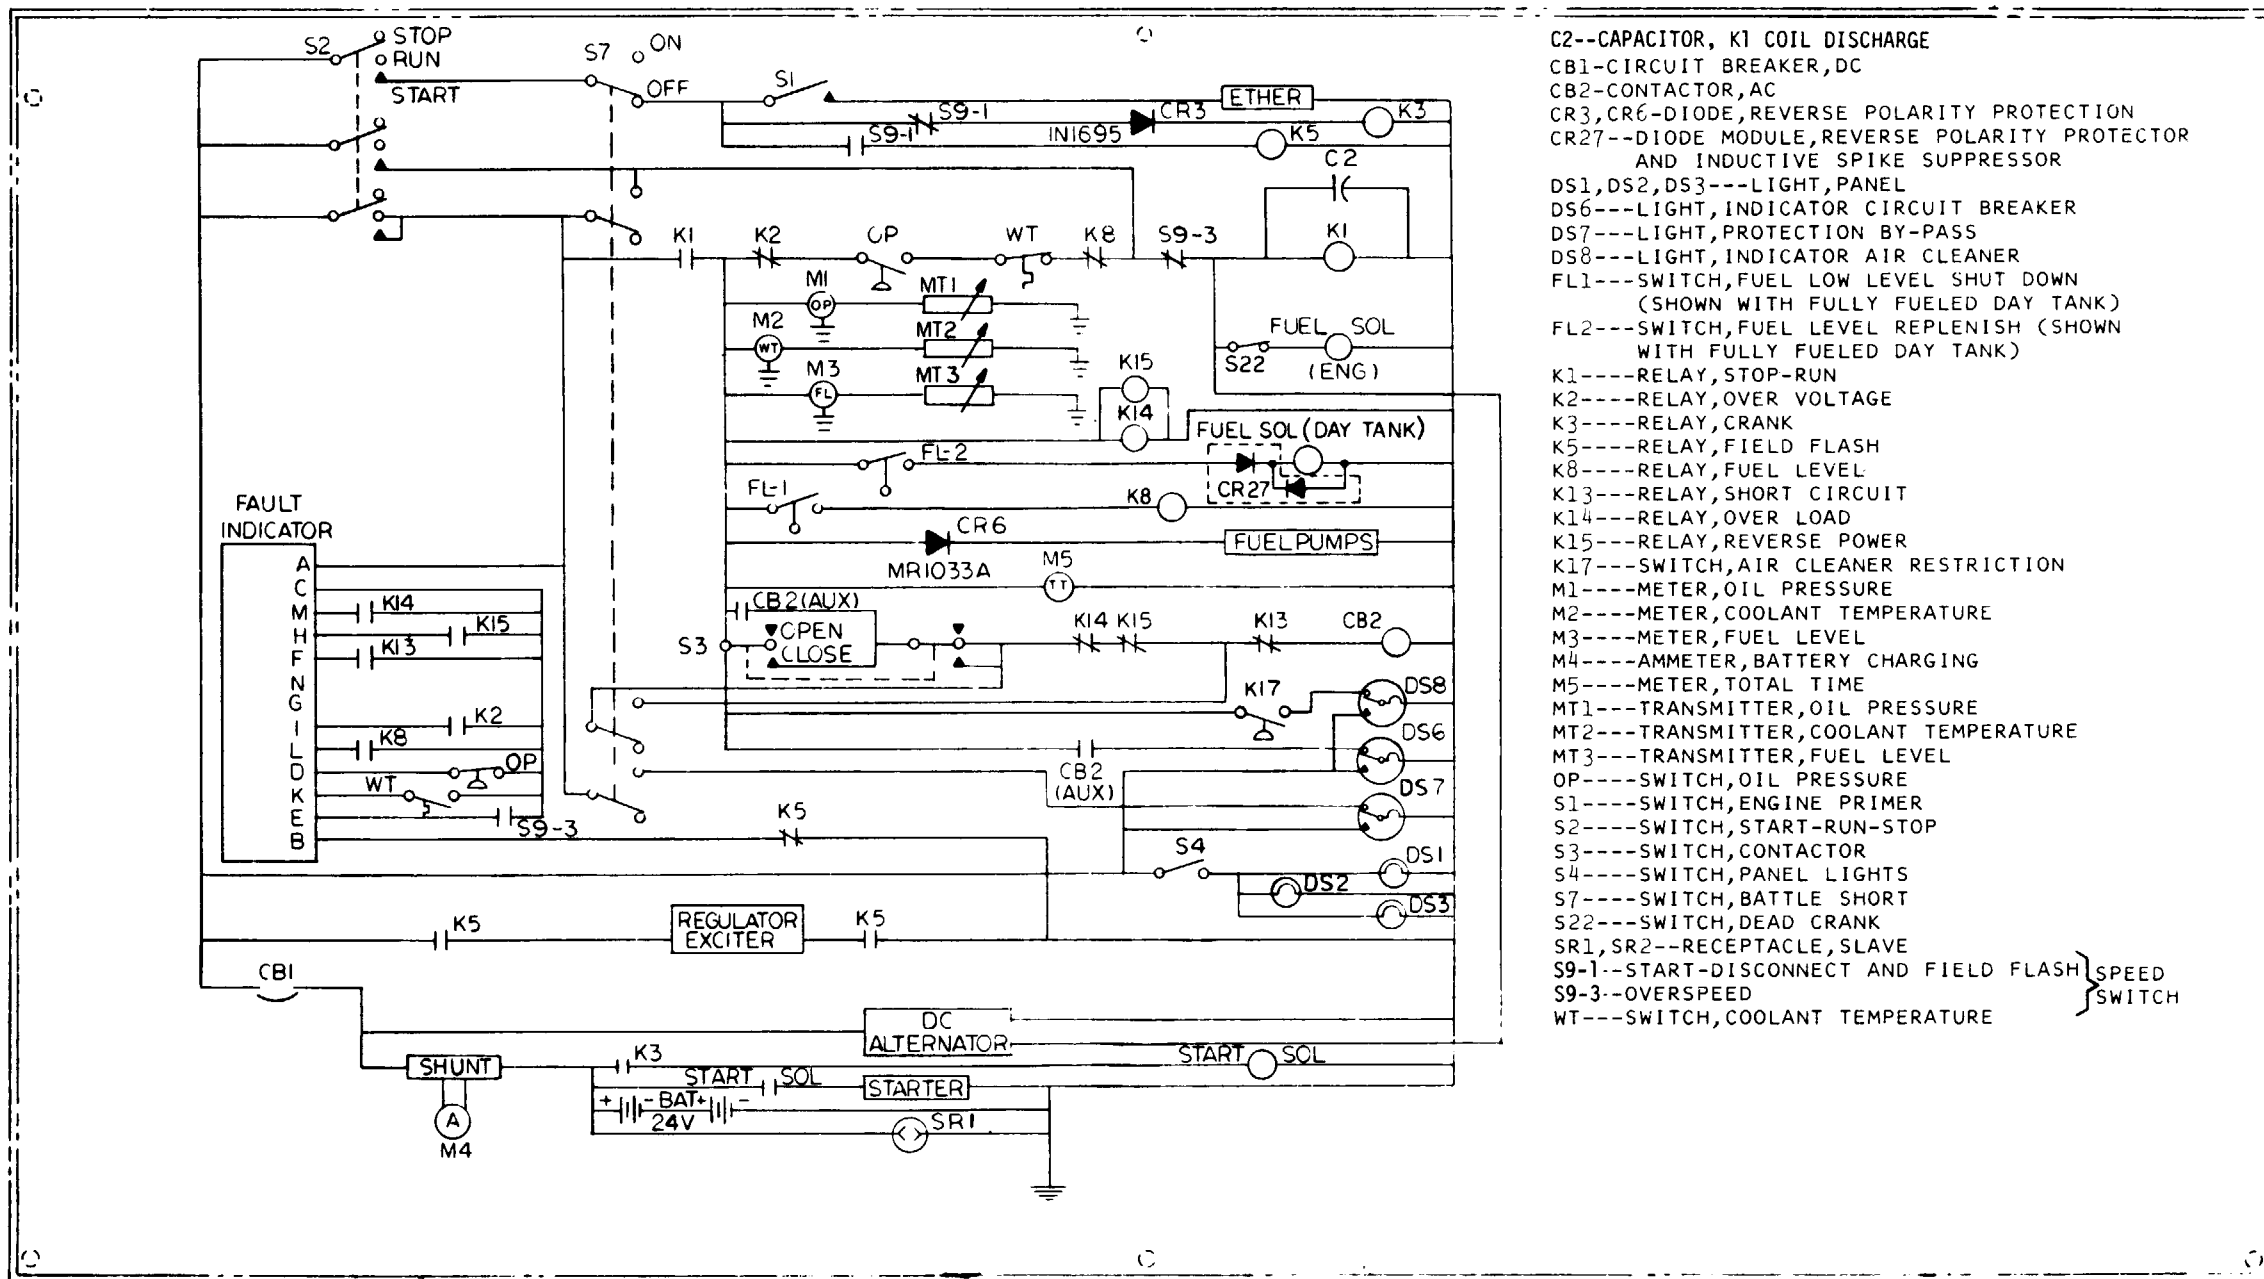 S2
STOP
RUN
START
S7
ON
OFF
S1
ETHER
S9-1
CR3
K3
S9-1
IN1695
K5
C2
K1
K2
OP
WT
K8
S9-3
K1
M1
OP
MT1
M2
WT
MT2
FUEL SOL
S22
(ENG)
M3
FL
MT3
K15
K14
FUEL SOL (DAY TANK)
FL-2
CR27
FL-1
K8
CR6
FUEL PUMPS
MR1033A
M5
TT
FAULT
INDICATOR
A
C
M
H
F
N
G
I
L
D
K
E
B
K14
K15
K13
K2
K8
OP
WT
S9-3
CB2(AUX)
S3
OPEN
CLOSE
K14
K15
K13
CB2
K17
DS8
DS6
CB2
(AUX)
DS7
K5
S4
DS1
DS2
DS3
K5
REGULATOR
EXCITER
K5
CB1
DC
ALTERNATOR
SHUNT
K3
START SOL
START SOL
STARTER
+ - BAT + -
24V
SR1
A
M4
C2--CAPACITOR, K1 COIL DISCHARGE
CB1-CIRCUIT BREAKER,DC
CB2-CONTACTOR,AC
CR3,CR6-DIODE,REVERSE POLARITY PROTECTION
CR27--DIODE MODULE,REVERSE POLARITY PROTECTOR
AND INDUCTIVE SPIKE SUPPRESSOR
DS1,DS2,DS3---LIGHT,PANEL
DS6---LIGHT,INDICATOR CIRCUIT BREAKER
DS7---LIGHT,PROTECTION BY-PASS
DS8---LIGHT,INDICATOR AIR CLEANER
FL1---SWITCH,FUEL LOW LEVEL SHUT DOWN
(SHOWN WITH FULLY FUELED DAY TANK)
FL2---SWITCH,FUEL LEVEL REPLENISH (SHOWN
WITH FULLY FUELED DAY TANK)
K1----RELAY,STOP-RUN
K2----RELAY,OVER VOLTAGE
K3----RELAY,CRANK
K5----RELAY,FIELD FLASH
K8----RELAY,FUEL LEVEL
K13---RELAY,SHORT CIRCUIT
K14---RELAY,OVER LOAD
K15---RELAY,REVERSE POWER
K17---SWITCH,AIR CLEANER RESTRICTION
M1----METER,OIL PRESSURE
M2----METER,COOLANT TEMPERATURE
M3----METER,FUEL LEVEL
M4----AMMETER,BATTERY CHARGING
M5----METER,TOTAL TIME
MT1---TRANSMITTER,OIL PRESSURE
MT2---TRANSMITTER,COOLANT TEMPERATURE
MT3---TRANSMITTER,FUEL LEVEL
OP----SWITCH,OIL PRESSURE
S1----SWITCH,ENGINE PRIMER
S2----SWITCH,START-RUN-STOP
S3----SWITCH,CONTACTOR
S4----SWITCH,PANEL LIGHTS
S7----SWITCH,BATTLE SHORT
S22---SWITCH,DEAD CRANK
SR1,SR2--RECEPTACLE,SLAVE
S9-1--START-DISCONNECT AND FIELD FLASH
S9-3--OVERSPEED
SPEED
SWITCH
WT---SWITCH,COOLANT TEMPERATURE